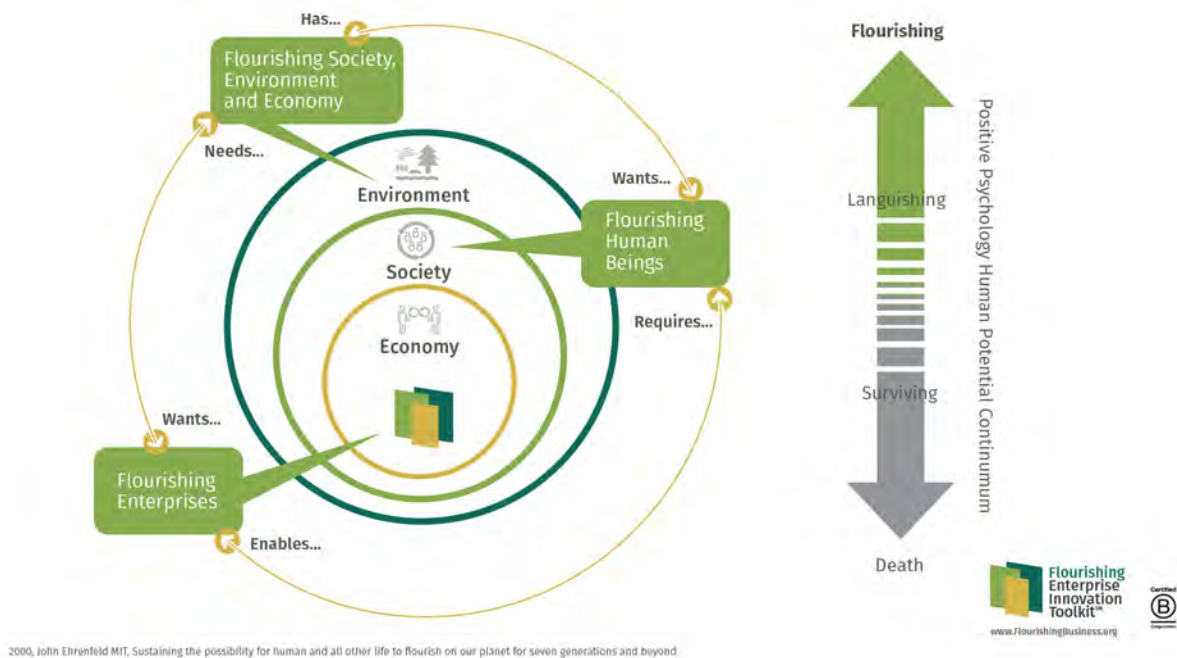 Has...
Flourishing Society,
Environment
and Economy
Needs...
Environment
Wants...
Flourishing
Human
Beings
Society
Requires...
Economy
Wants...
Flourishing
Enterprises
Enables...
Flourishing
Languishing
Surviving
Death
Positive Psychology Human Potential Continumum
Flourishing
Enterprise
Innovation
Toolkit℠
www.FlourishingBusiness.org
Certified
B
Corporation
2000, John Ehrenfeld MIT, Sustaining the possibility for human and all other life to flourish on our planet for seven generations and beyond